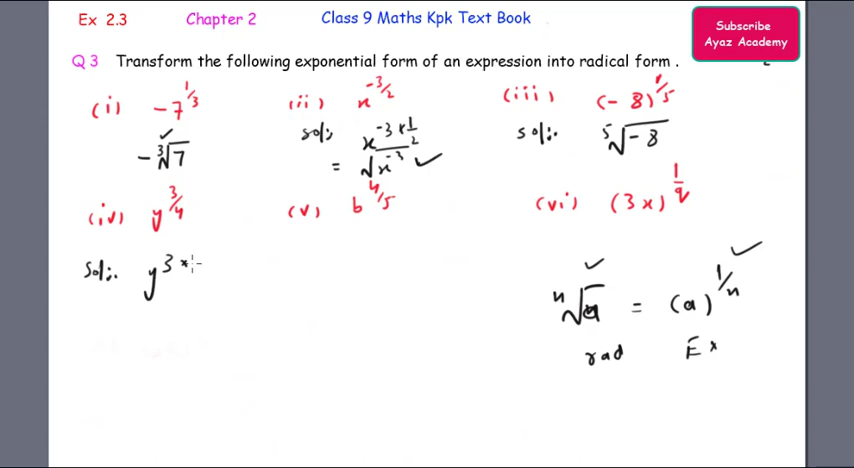 Ex 2.3 Chapter 2 Class 9 Maths Kpk Text Book
Subscribe
Ayaz Academy
Q 3 Transform the following exponential form of an expression into radical form .
(i) -7^1/3 (ii) x^-3/2 (iii) (-8)^1/5
-∛7 ✓ sol: x^-3×1/2 sol:. ⁵√-8
= √x^-3 ✓
(iv) y^3/4 (v) b^4/5 (vi) (3x)^1/q
Sol:. y^3×
ⁿ√a ✓ = (a)^1/n ✓
rad Ex